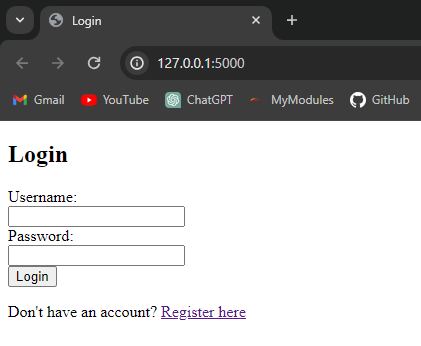 Login
127.0.0.1:5000
Gmail YouTube ChatGPT MyModules GitHub
Login
Username:
Password:
Login
Don't have an account? Register here